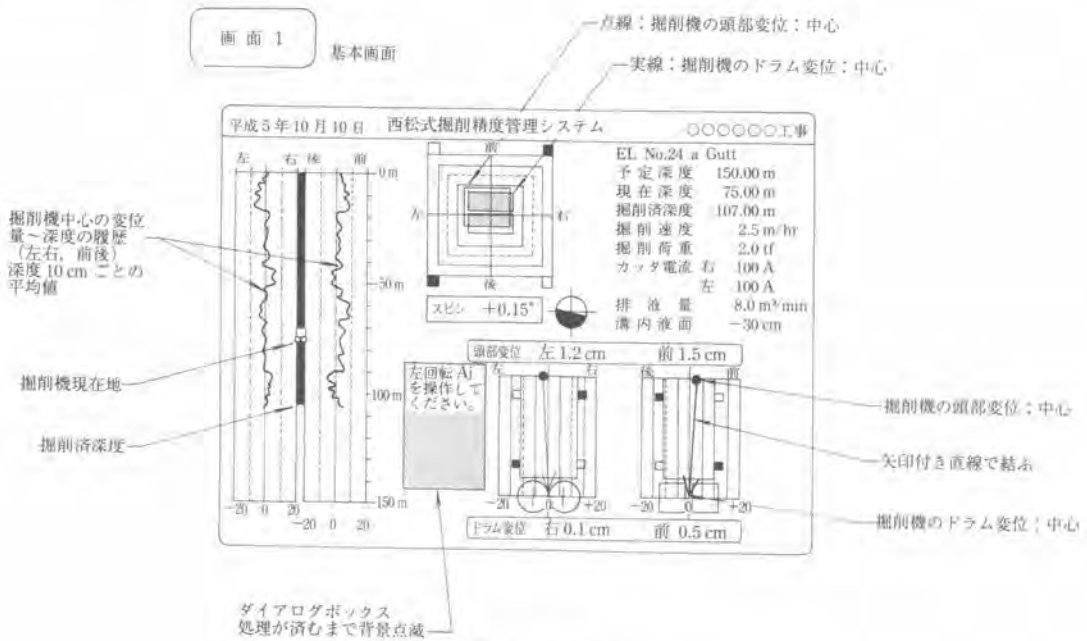 画面1
基本画面
点線：掘削機の頭部変位：中心
実線：掘削機のドラム変位：中心
平成5年10月10日 西松式掘削精度管理システム ○○○○○○工事
左 右 後 前
0m
50m
100m
150m
-20 0 20
-20 0 20
前
左 右
後
スピン +0.15°
EL No.24 a Gutt
予定深度 150.00 m
現在深度 75.00 m
掘削済深度 107.00 m
掘削速度 2.5 m/hr
掘削荷重 2.0 tf
カッタ電流 右 100 A
左 100 A
排液量 8.0 m³/min
溝内液面 -30 cm
頭部変位 左 1.2 cm 前 1.5 cm
左回転 Aj
を操作して
ください。
左 右
後 前
-20 0 +20
-20 0 +20
ドラム変位 右 0.1 cm 前 0.5 cm
掘削機中心の変位
量～深度の履歴
（左右，前後）
深度 10 cm ごとの
平均値
掘削機現在地
掘削済深度
掘削機の頭部変位：中心
矢印付き直線で結ぶ
掘削機のドラム変位：中心
ダイアログボックス
処理が済むまで背景点滅